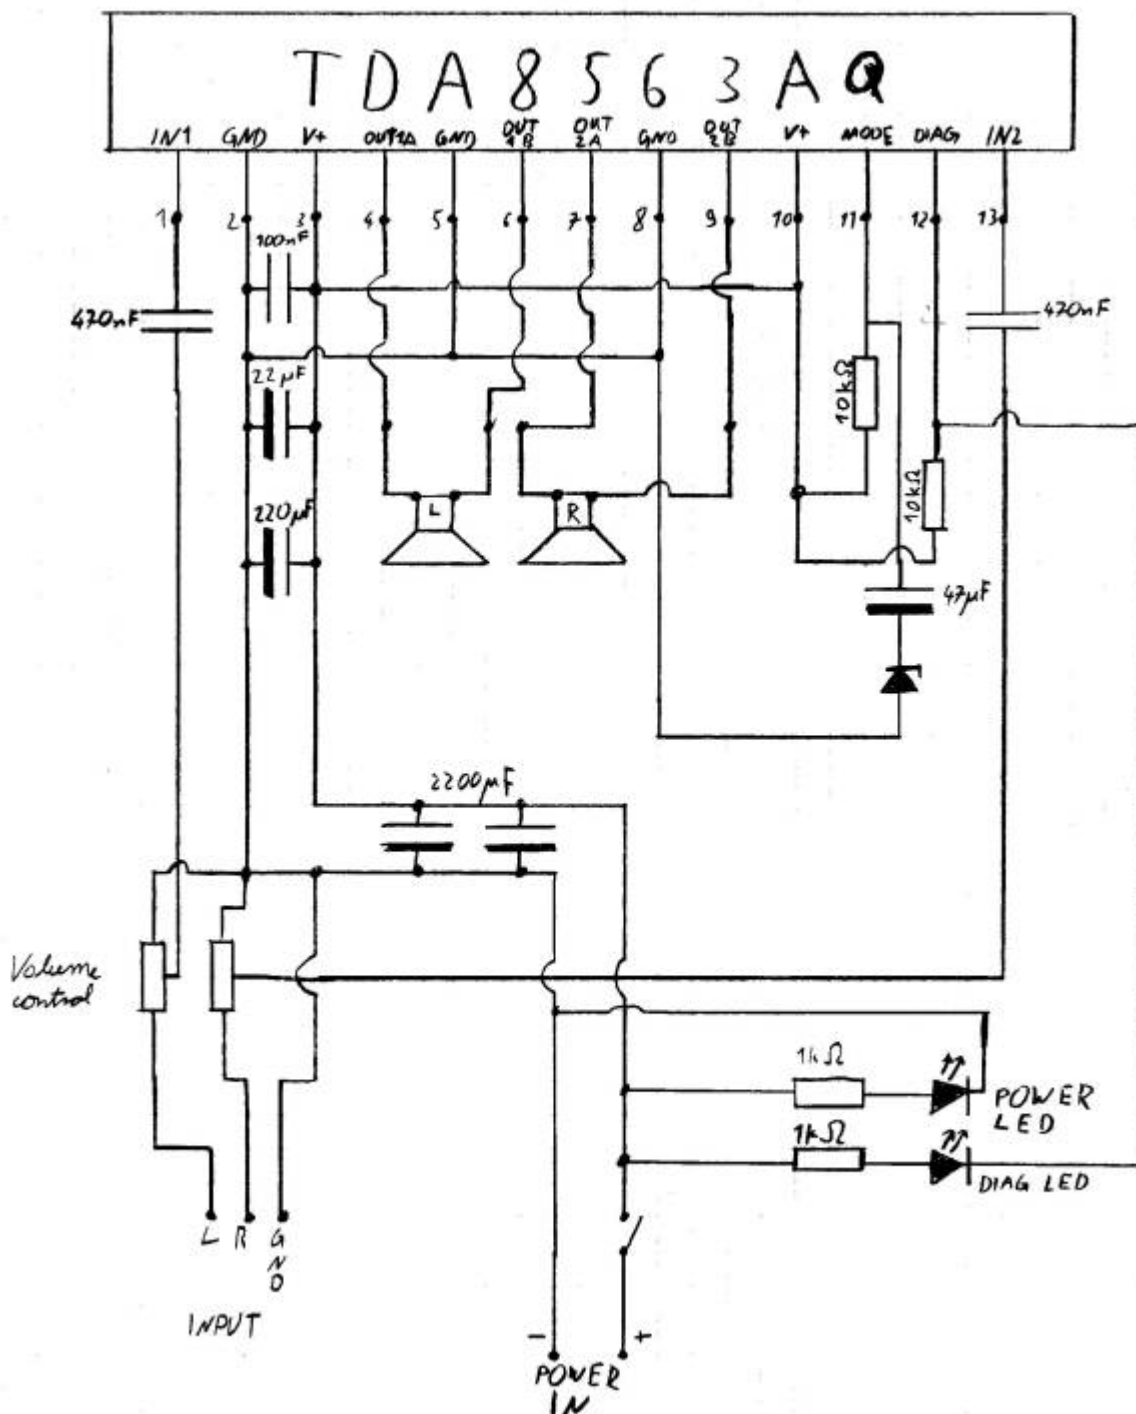 TDA8563AQ
IN1 GND V+ OUT1A GND OUT 1B OUT 2A GND OUT 2B V+ MODE DIAG IN2
1 2 3 4 5 6 7 8 9 10 11 12 13
100nF
470nF
470nF
22µF
10kΩ
10kΩ
220µF
L
R
47µF
2200µF
Volume
control
1kΩ
POWER
LED
1kΩ
DIAG LED
L R GND
INPUT
- +
POWER
IN